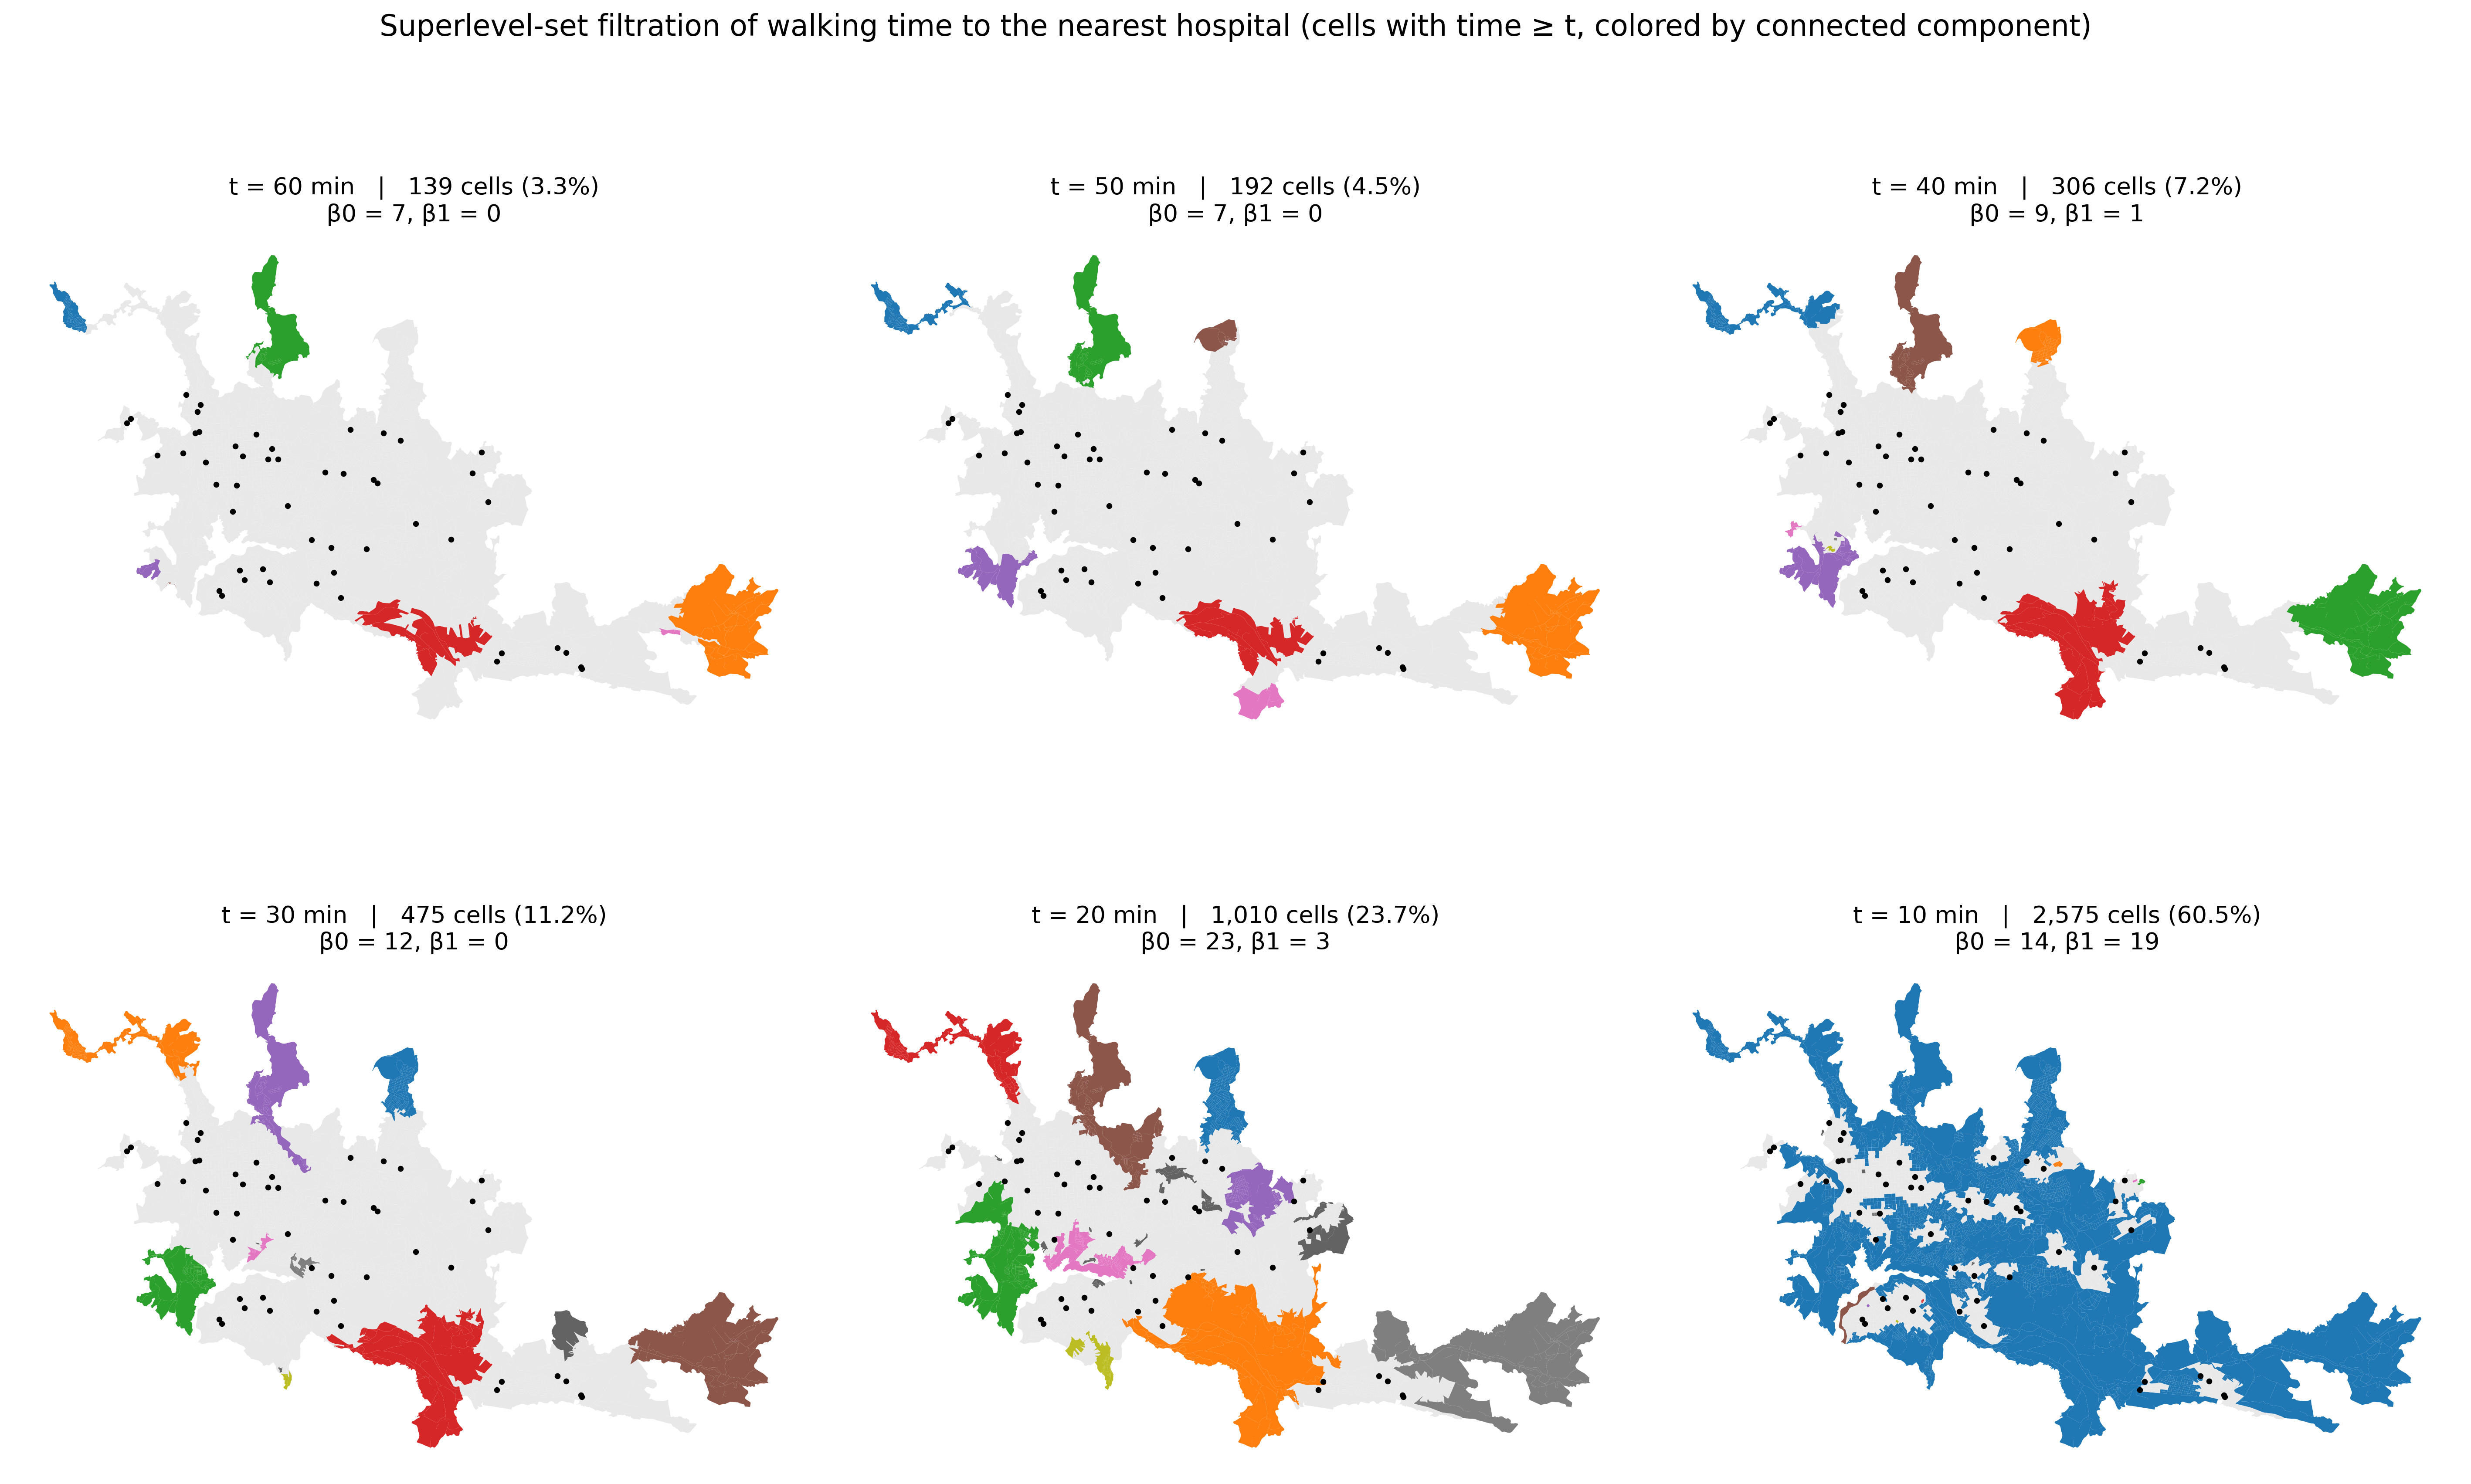 Superlevel-set filtration of walking time to the nearest hospital (cells with time ≥ t, colored by connected component)
t = 60 min | 139 cells (3.3%)
β0 = 7, β1 = 0
t = 50 min | 192 cells (4.5%)
β0 = 7, β1 = 0
t = 40 min | 306 cells (7.2%)
β0 = 9, β1 = 1
t = 30 min | 475 cells (11.2%)
β0 = 12, β1 = 0
t = 20 min | 1,010 cells (23.7%)
β0 = 23, β1 = 3
t = 10 min | 2,575 cells (60.5%)
β0 = 14, β1 = 19